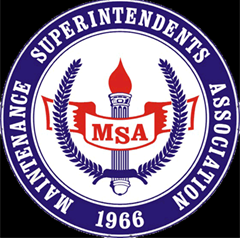 MAINTENANCE SUPERINTENDENTS ASSOCIATION
MSA
1966